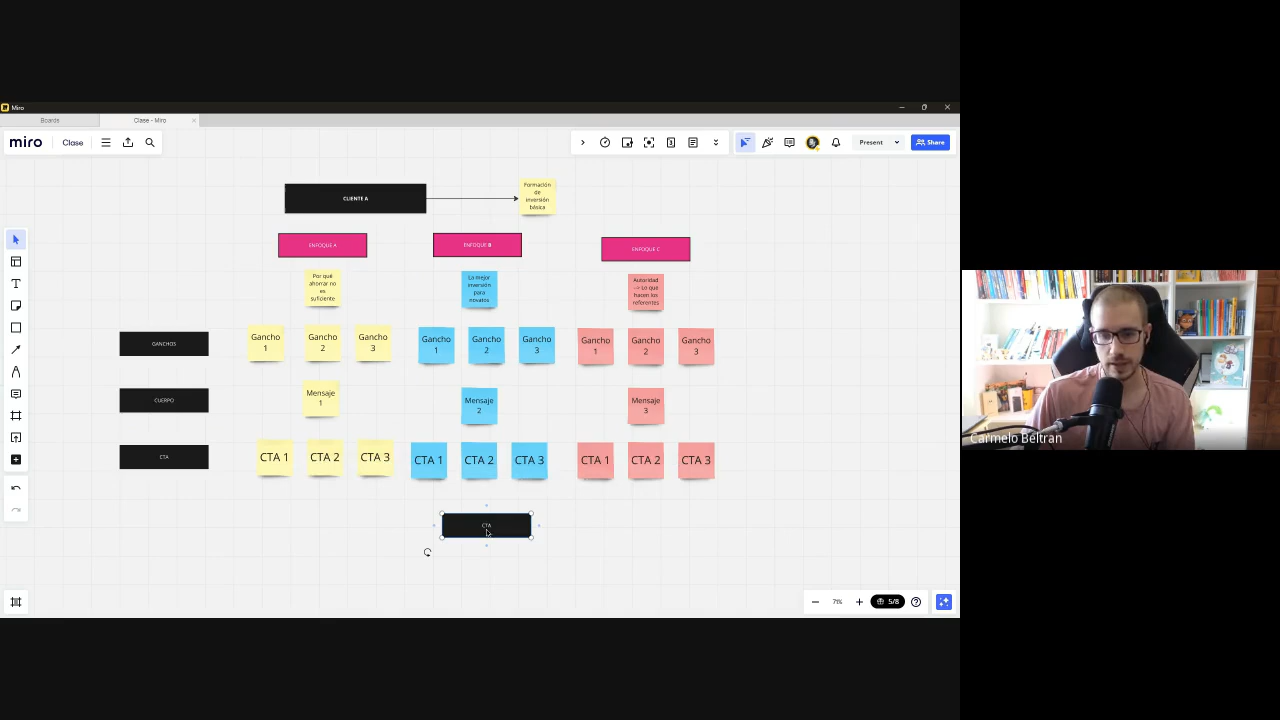 Miro
Boards
Clase - Miro
miro
Clase
Present
Share
CLIENTE A
Formación
de
inversión
básica
ENFOQUE A
ENFOQUE B
ENFOQUE C
Por qué
ahorrar no
es
suficiente
La mejor
inversión
para
novatos
Autoridad
--> Lo que
hacen los
referentes
GANCHOS
Gancho
1
Gancho
2
Gancho
3
Gancho
1
Gancho
2
Gancho
3
Gancho
1
Gancho
2
Gancho
3
CUERPO
Mensaje
1
Mensaje
2
Mensaje
3
CTA
CTA 1
CTA 2
CTA 3
CTA 1
CTA 2
CTA 3
CTA 1
CTA 2
CTA 3
CTA
71%
5/8
Carmelo Beltran